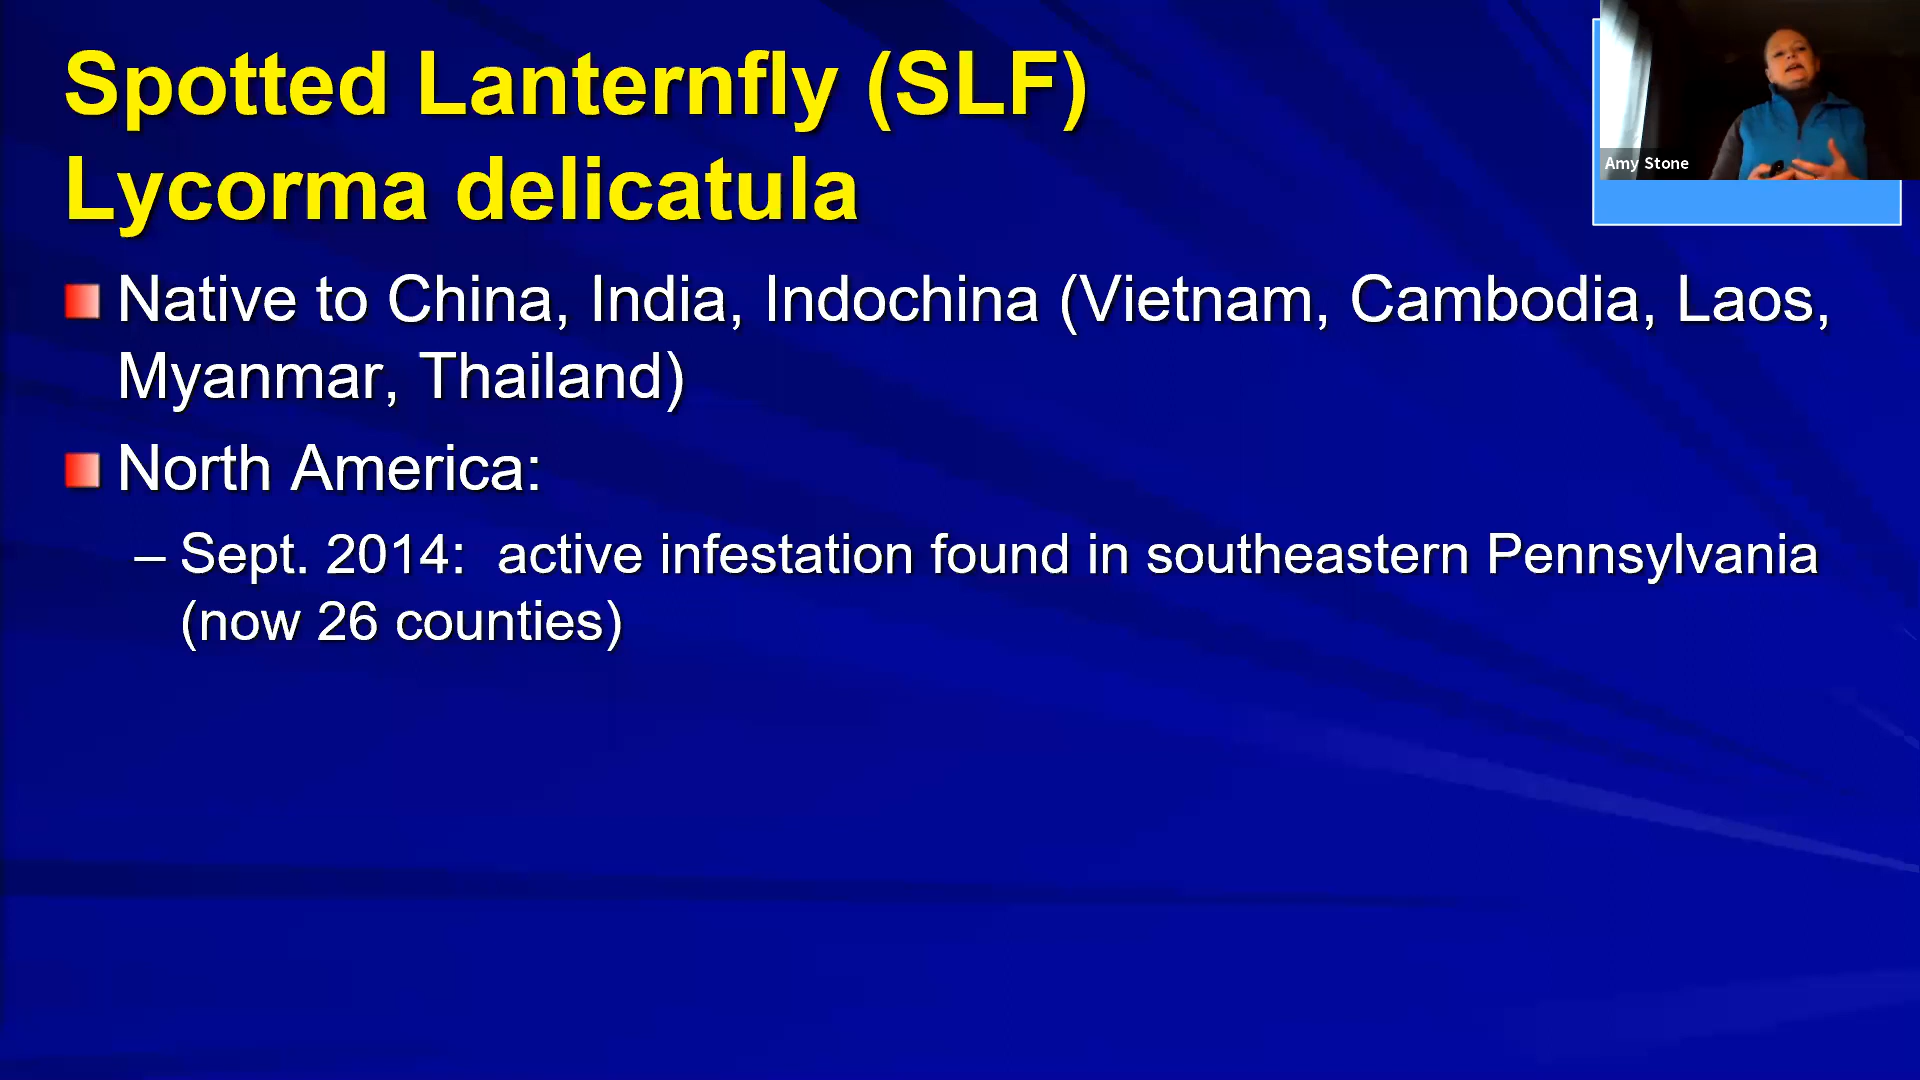 Spotted Lanternfly (SLF)
Lycorma delicatula
Native to China, India, Indochina (Vietnam, Cambodia, Laos,
Myanmar, Thailand)
North America:
– Sept. 2014:  active infestation found in southeastern Pennsylvania
(now 26 counties)
Amy Stone